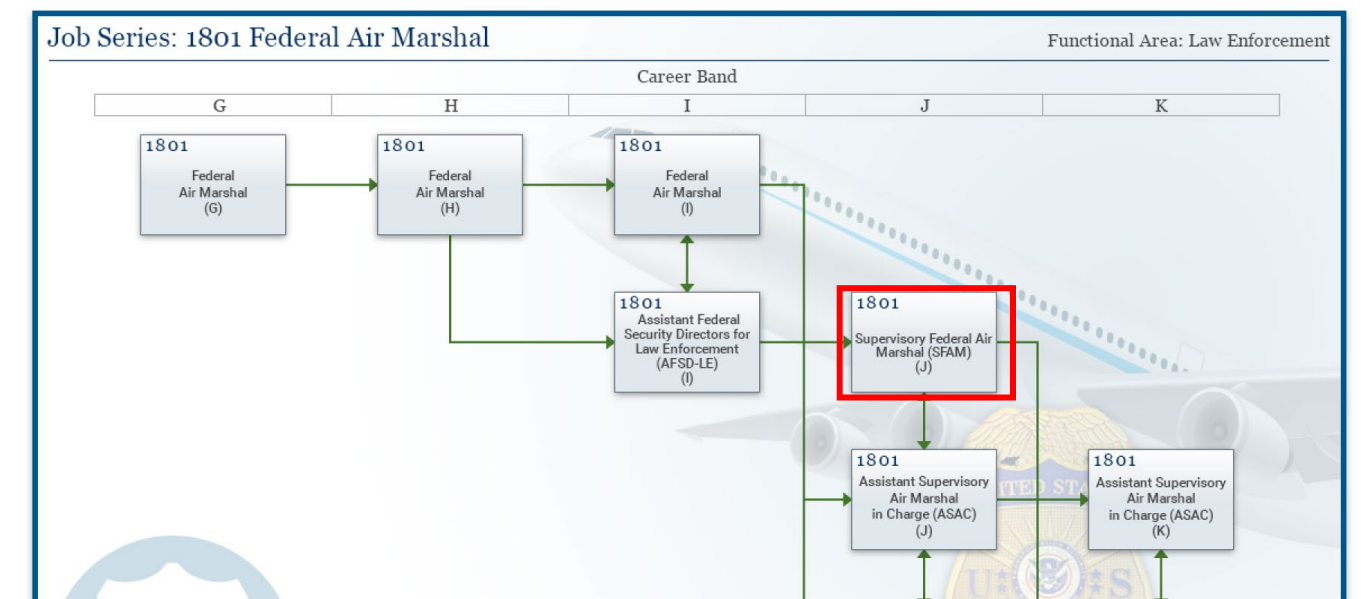 Job Series: 1801 Federal Air Marshal
Functional Area: Law Enforcement
Career Band
G
H
I
J
K
1801
Federal
Air Marshal
(G)
1801
Federal
Air Marshal
(H)
1801
Federal
Air Marshal
(I)
1801
Assistant Federal
Security Directors for
Law Enforcement
(AFSD-LE)
(I)
1801
Supervisory Federal Air
Marshal (SFAM)
(J)
1801
Assistant Supervisory
Air Marshal
in Charge (ASAC)
(J)
1801
Assistant Supervisory
Air Marshal
in Charge (ASAC)
(K)
ITED STA
U S